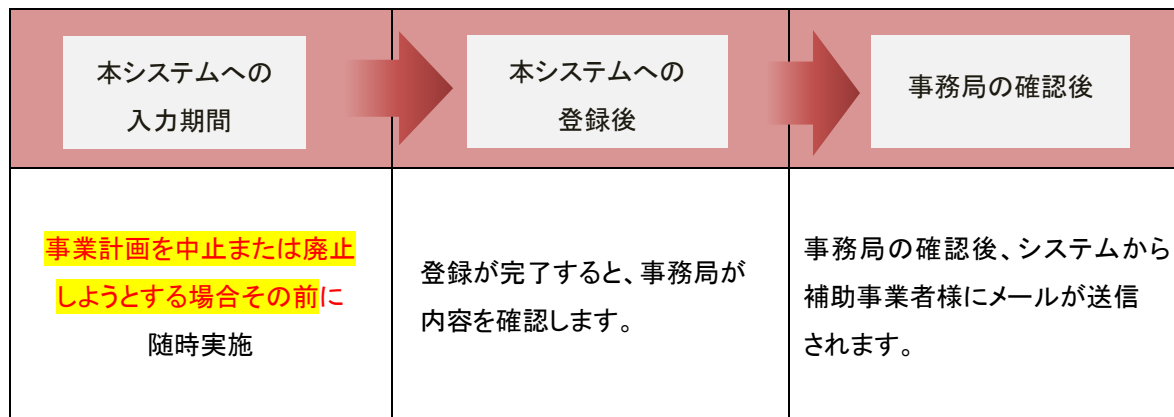 本システムへの
入力期間
本システムへの
登録後
事務局の確認後
事業計画を中止または廃止
しようとする場合その前に
随時実施
登録が完了すると、事務局が
内容を確認します。
事務局の確認後、システムから
補助事業者様にメールが送信
されます。